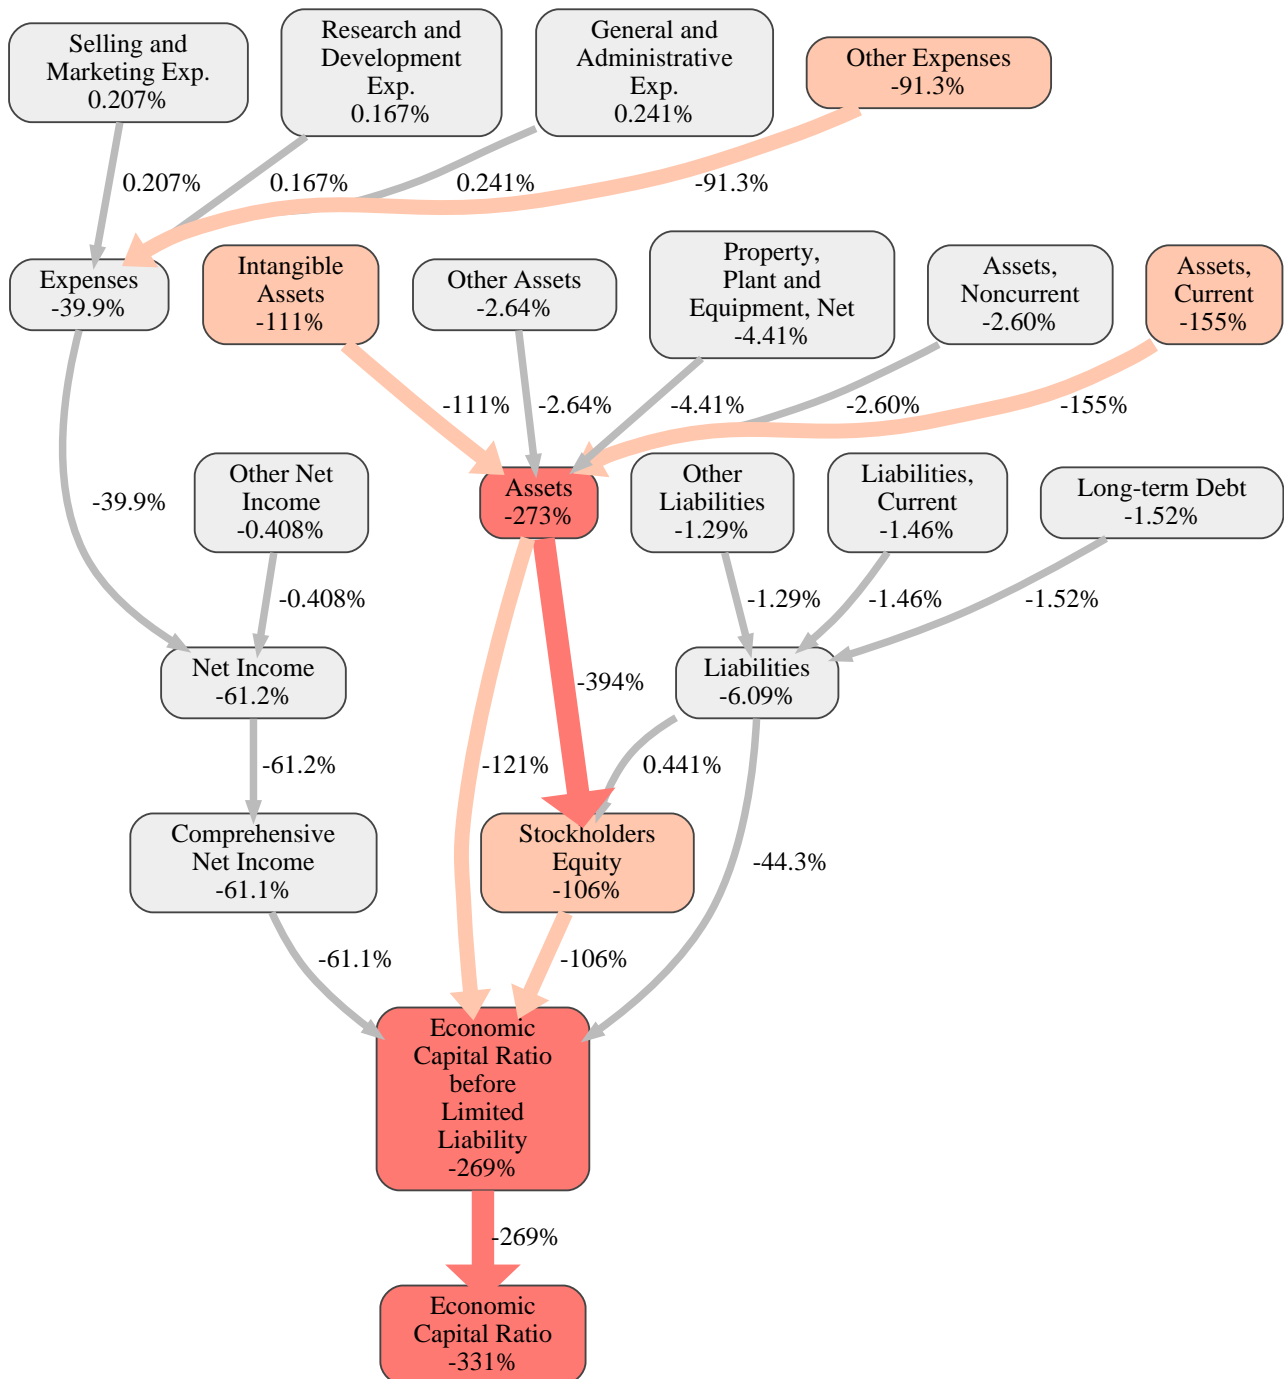 Selling and
Marketing Exp.
0.207%
Research and
Development
Exp.
0.167%
General and
Administrative
Exp.
0.241%
Other Expenses
-91.3%
0.207%
0.167%
0.241%
-91.3%
Expenses
-39.9%
Intangible
Assets
-111%
Other Assets
-2.64%
Property,
Plant and
Equipment, Net
-4.41%
Assets,
Noncurrent
-2.60%
Assets,
Current
-155%
-111%
-2.64%
-4.41%
-2.60%
-155%
-39.9%
Other Net
Income
-0.408%
Assets
-273%
Other
Liabilities
-1.29%
Liabilities,
Current
-1.46%
Long-term Debt
-1.52%
-0.408%
-1.29%
-1.46%
-1.52%
Net Income
-61.2%
-394%
Liabilities
-6.09%
-61.2%
-121%
0.441%
Comprehensive
Net Income
-61.1%
Stockholders
Equity
-106%
-44.3%
-61.1%
-106%
Economic
Capital Ratio
before
Limited
Liability
-269%
-269%
Economic
Capital Ratio
-331%